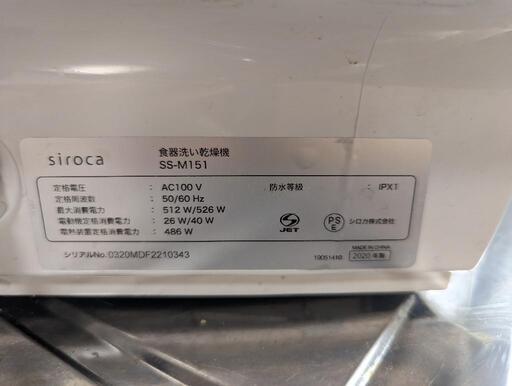 siroca
食器洗い乾燥機
SS-M151
定格電圧 : AC100 V 防水等級 : IPX1
定格周波数 : 50/60 Hz
最大消費電力 : 512 W/526 W
電動機定格消費電力 : 26 W/40 W
電熱装置定格消費電力 : 486 W
JET
PS
E
シロカ株式会社
MADE IN CHINA
シリアルNo. 0320MDF2210343
2020 年製